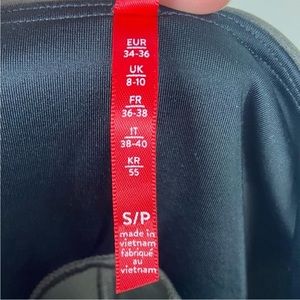 EUR
34-36
UK
8-10
FR
36-38
IT
38-40
KR
55
S/P
made in
vietnam
fabriqué au
vietnam